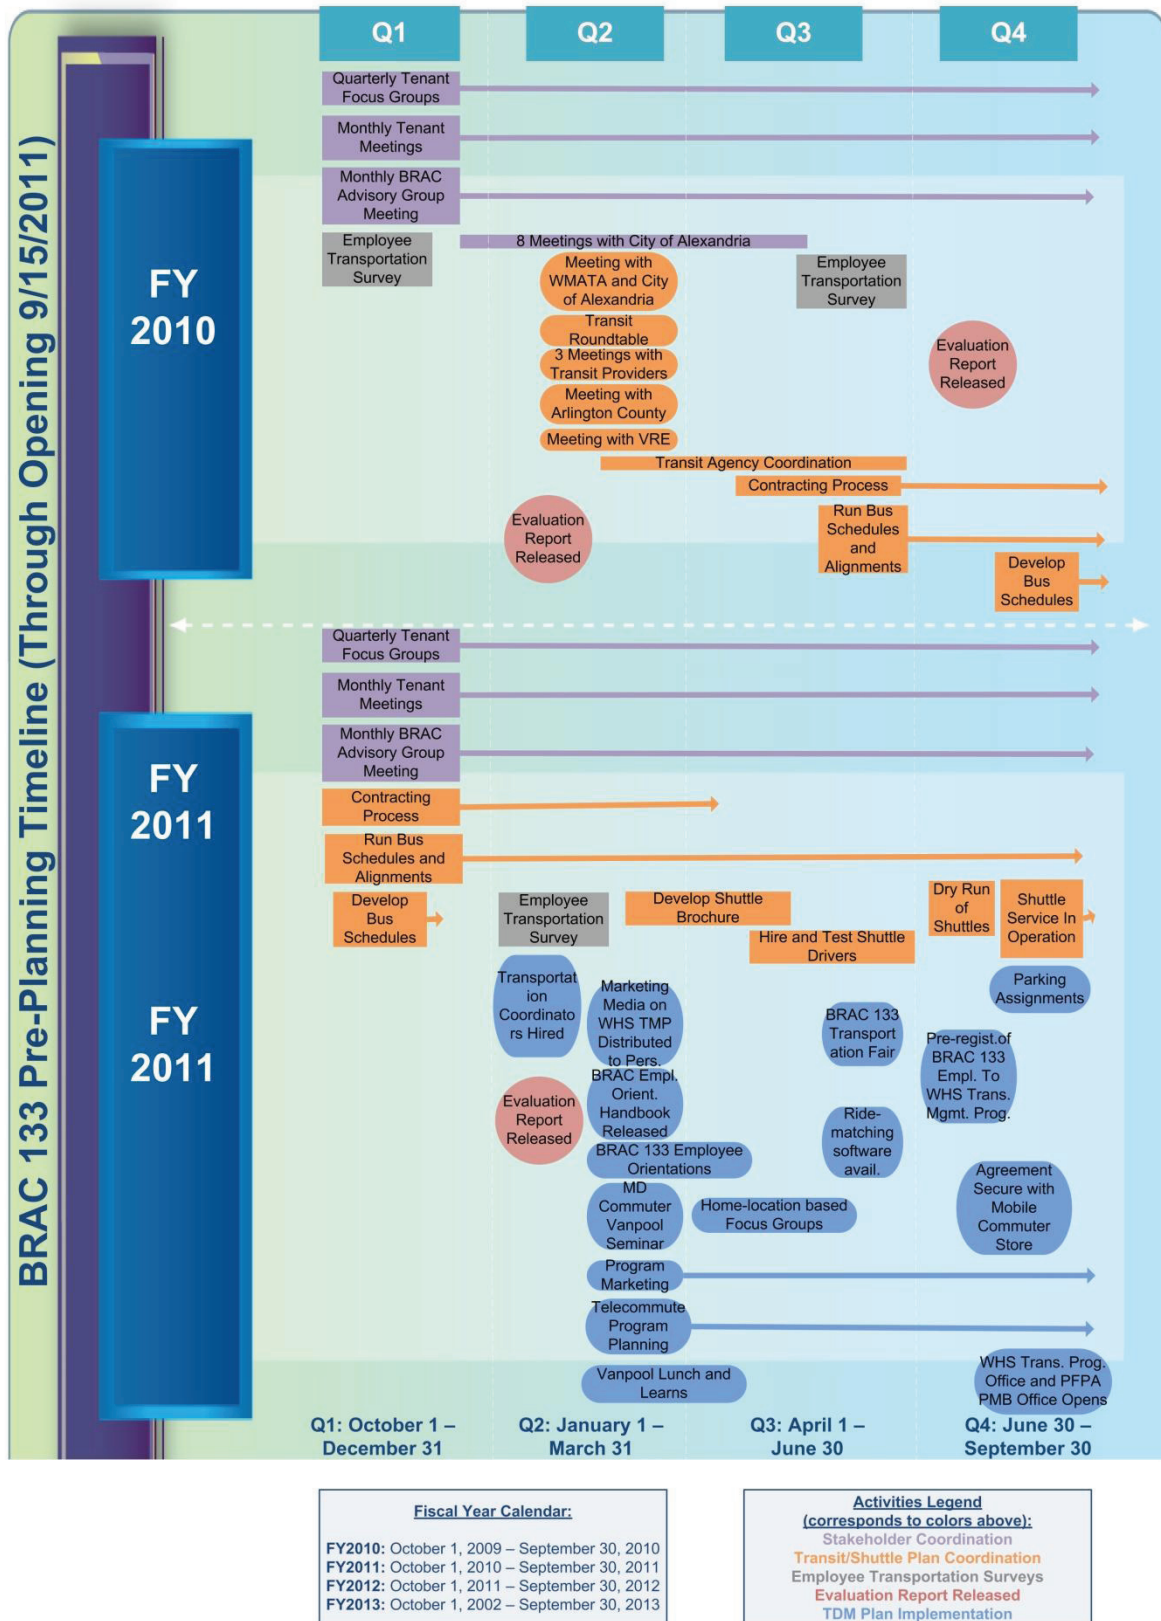 BRAC 133 Pre-Planning Timeline (Through Opening 9/15/2011)
Q1
Q2
Q3
Q4
FY
2010
Quarterly Tenant
Focus Groups
Monthly Tenant
Meetings
Monthly BRAC
Advisory Group
Meeting
Employee
Transportation
Survey
8 Meetings with City of Alexandria
Meeting with
WMATA and City
of Alexandria
Transit
Roundtable
3 Meetings with
Transit Providers
Meeting with
Arlington County
Meeting with VRE
Employee
Transportation
Survey
Evaluation
Report
Released
Transit Agency Coordination
Contracting Process
Evaluation
Report
Released
Run Bus
Schedules
and
Alignments
Develop
Bus
Schedules
FY
2011
FY
2011
Quarterly Tenant
Focus Groups
Monthly Tenant
Meetings
Monthly BRAC
Advisory Group
Meeting
Contracting
Process
Run Bus
Schedules and
Alignments
Develop
Bus
Schedules
Employee
Transportation
Survey
Develop Shuttle
Brochure
Hire and Test Shuttle
Drivers
Dry Run
of
Shuttles
Shuttle
Service In
Operation
Transportat
ion
Coordinato
rs Hired
Marketing
Media on
WHS TMP
Distributed
to Pers.
BRAC 133
Transport
ation Fair
Parking
Assignments
Pre-regist.of
BRAC 133
Empl. To
WHS Trans.
Mgmt. Prog.
Evaluation
Report
Released
BRAC Empl.
Orient.
Handbook
Released
Ride-
matching
software
avail.
BRAC 133 Employee
Orientations
MD
Commuter
Vanpool
Seminar
Home-location based
Focus Groups
Agreement
Secure with
Mobile
Commuter
Store
Program
Marketing
Telecommute
Program
Planning
Vanpool Lunch and
Learns
WHS Trans. Prog.
Office and PFPA
PMB Office Opens
Q1: October 1 –
December 31
Q2: January 1 –
March 31
Q3: April 1 –
June 30
Q4: June 30 –
September 30
Fiscal Year Calendar:
FY2010: October 1, 2009 – September 30, 2010
FY2011: October 1, 2010 – September 30, 2011
FY2012: October 1, 2011 – September 30, 2012
FY2013: October 1, 2002 – September 30, 2013
Activities Legend
(corresponds to colors above):
Stakeholder Coordination
Transit/Shuttle Plan Coordination
Employee Transportation Surveys
Evaluation Report Released
TDM Plan Implementation